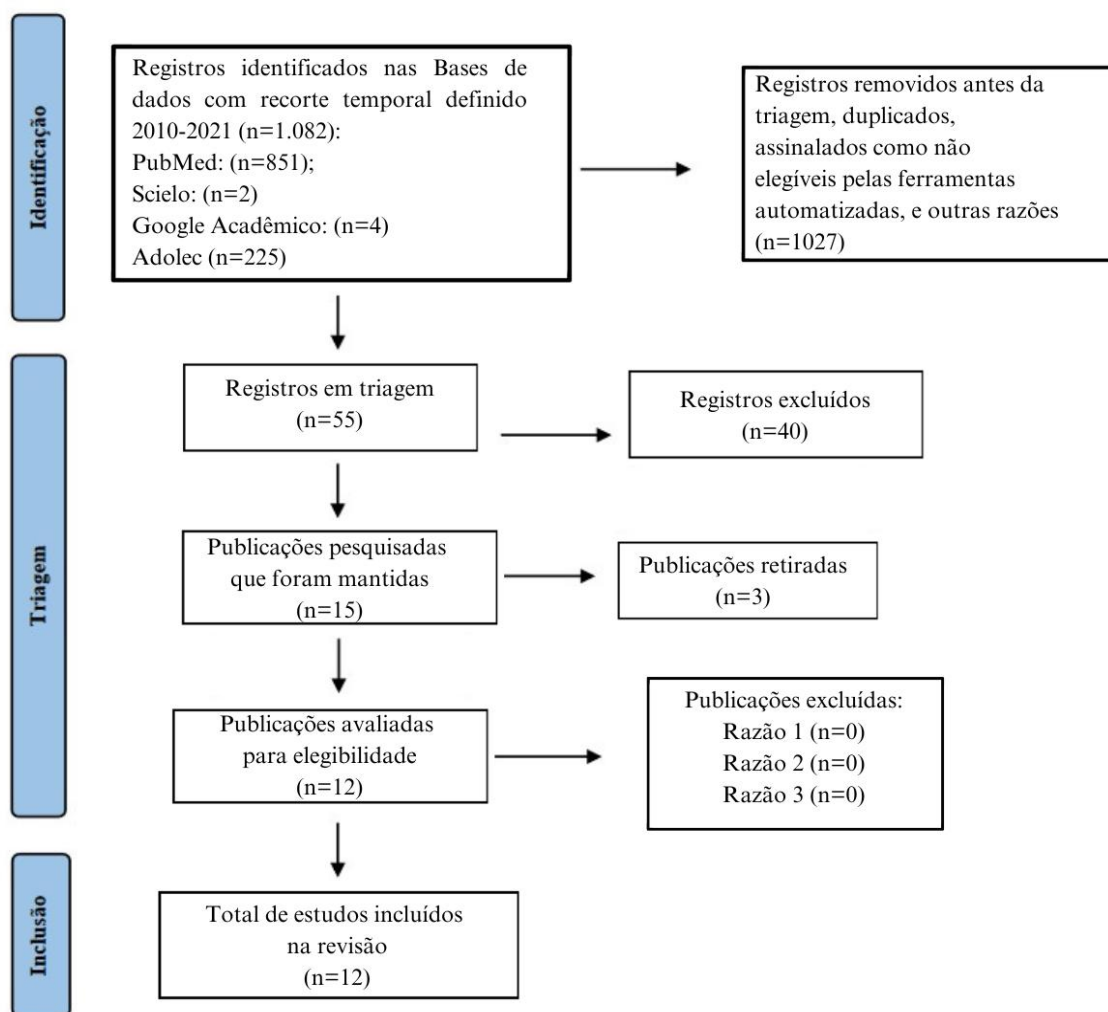 Identificação
Registros identificados nas Bases de
dados com recorte temporal definido
2010-2021 (n=1.082):
PubMed: (n=851);
Scielo: (n=2)
Google Acadêmico: (n=4)
Adolec (n=225)
Registros removidos antes da
triagem, duplicados,
assinalados como não
elegíveis pelas ferramentas
automatizadas, e outras razões
(n=1027)
Triagem
Registros em triagem
(n=55)
Registros excluídos
(n=40)
Publicações pesquisadas
que foram mantidas
(n=15)
Publicações retiradas
(n=3)
Publicações avaliadas
para elegibilidade
(n=12)
Publicações excluídas:
Razão 1 (n=0)
Razão 2 (n=0)
Razão 3 (n=0)
Inclusão
Total de estudos incluídos
na revisão
(n=12)